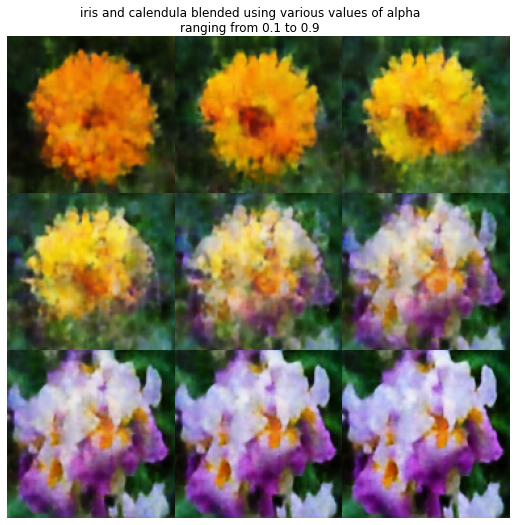 iris and calendula blended using various values of alpha
ranging from 0.1 to 0.9